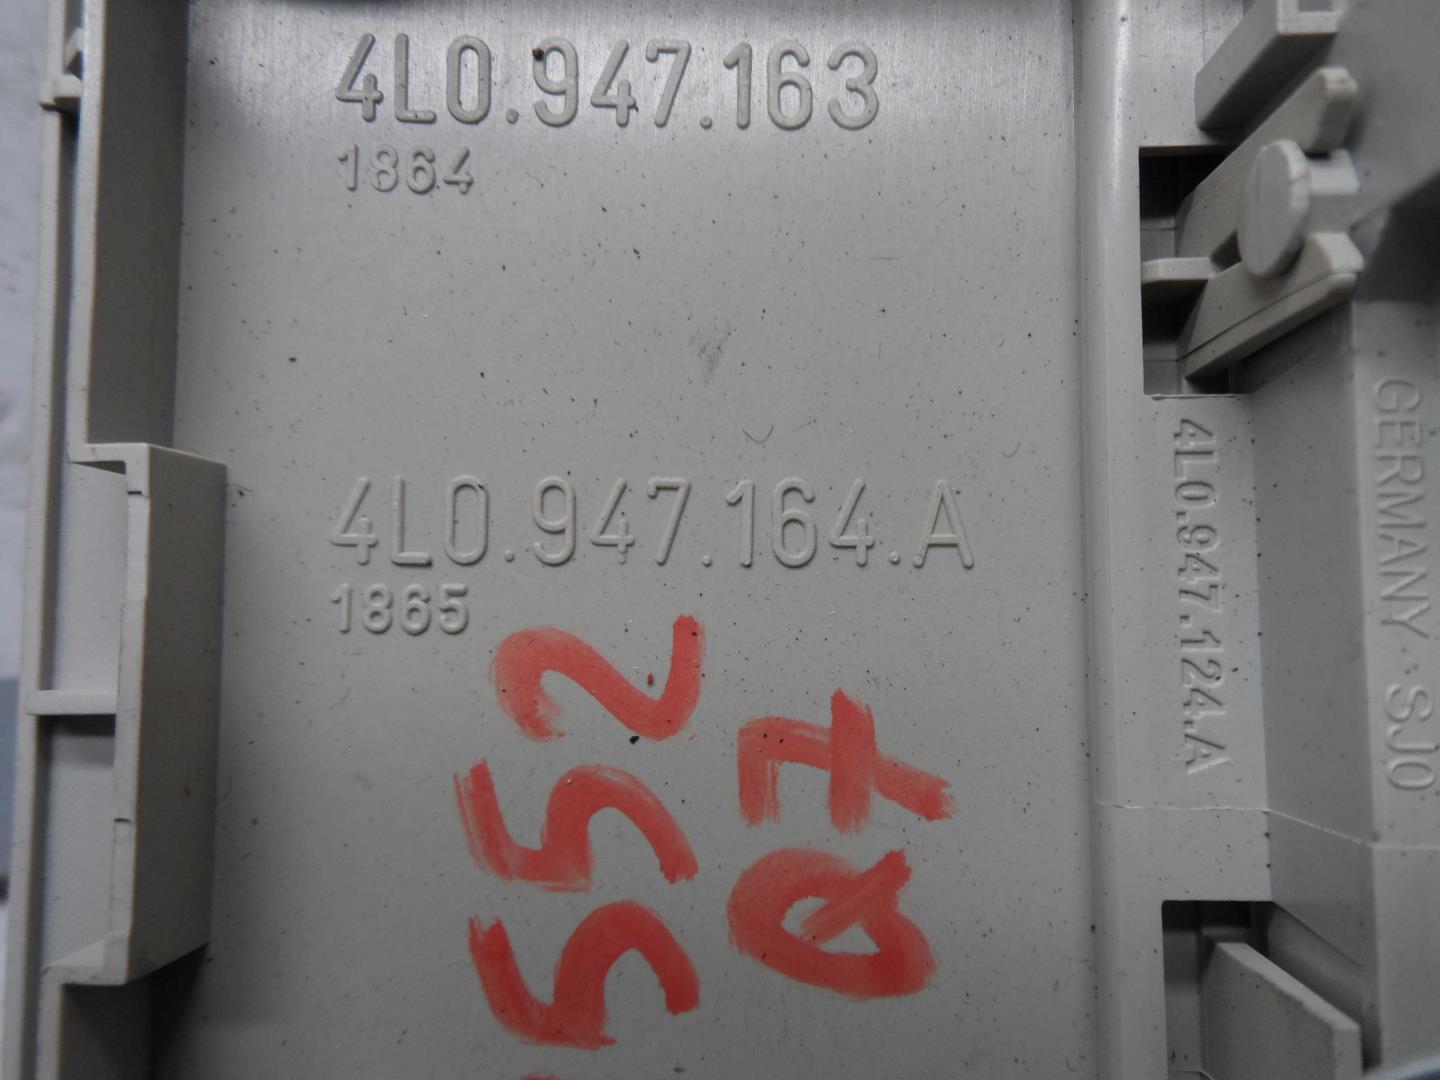 4L0.947.163
1864
4L0.947.164.A
1865
4L0.947.124.A
GERMANY · SJ0
552
Q7